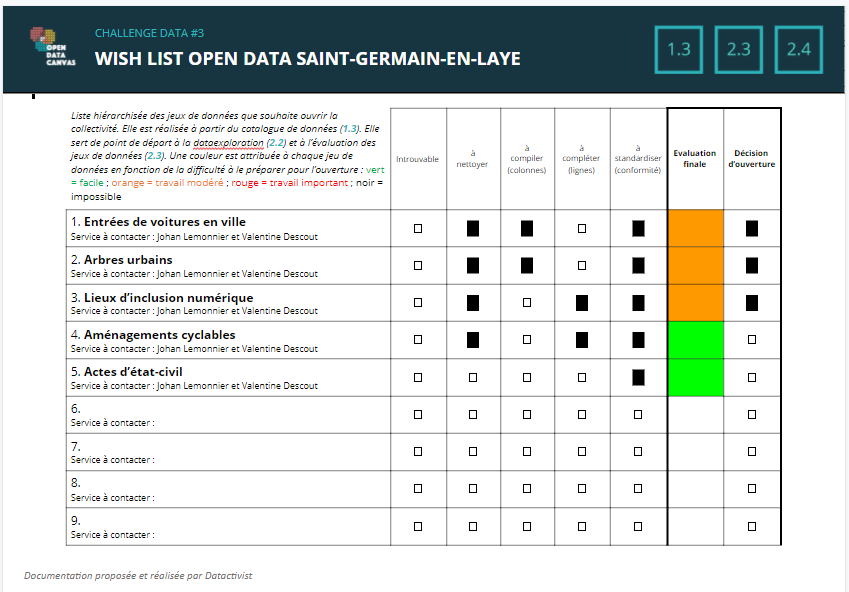 CHALLENGE DATA #3
OPEN
DATA
CANVAS
WISH LIST OPEN DATA SAINT-GERMAIN-EN-LAYE
1.3
2.3
2.4
Liste hiérarchisée des jeux de données que souhaite ouvrir la
collectivité. Elle est réalisée à partir du catalogue de données (1.3). Elle
sert de point de départ à la dataexploration (2.2) et à l'évaluation des
jeux de données (2.3). Une couleur est attribuée à chaque jeu de
données en fonction de la difficulté à le préparer pour l'ouverture : vert
= facile ; orange = travail modéré ; rouge = travail important ; noir =
impossible
Introuvable
à
nettoyer
à
compiler
(colonnes)
à
compléter
(lignes)
à
standardiser
(conformité)
Evaluation
finale
Décision
d'ouverture
1. Entrées de voitures en ville
Service à contacter : Johan Lemonnier et Valentine Descout
2. Arbres urbains
Service à contacter : Johan Lemonnier et Valentine Descout
3. Lieux d'inclusion numérique
Service à contacter : Johan Lemonnier et Valentine Descout
4. Aménagements cyclables
Service à contacter : Johan Lemonnier et Valentine Descout
5. Actes d'état-civil
Service à contacter : Johan Lemonnier et Valentine Descout
6.
Service à contacter :
7.
Service à contacter :
8.
Service à contacter :
9.
Service à contacter :
Documentation proposée et réalisée par Datactivist